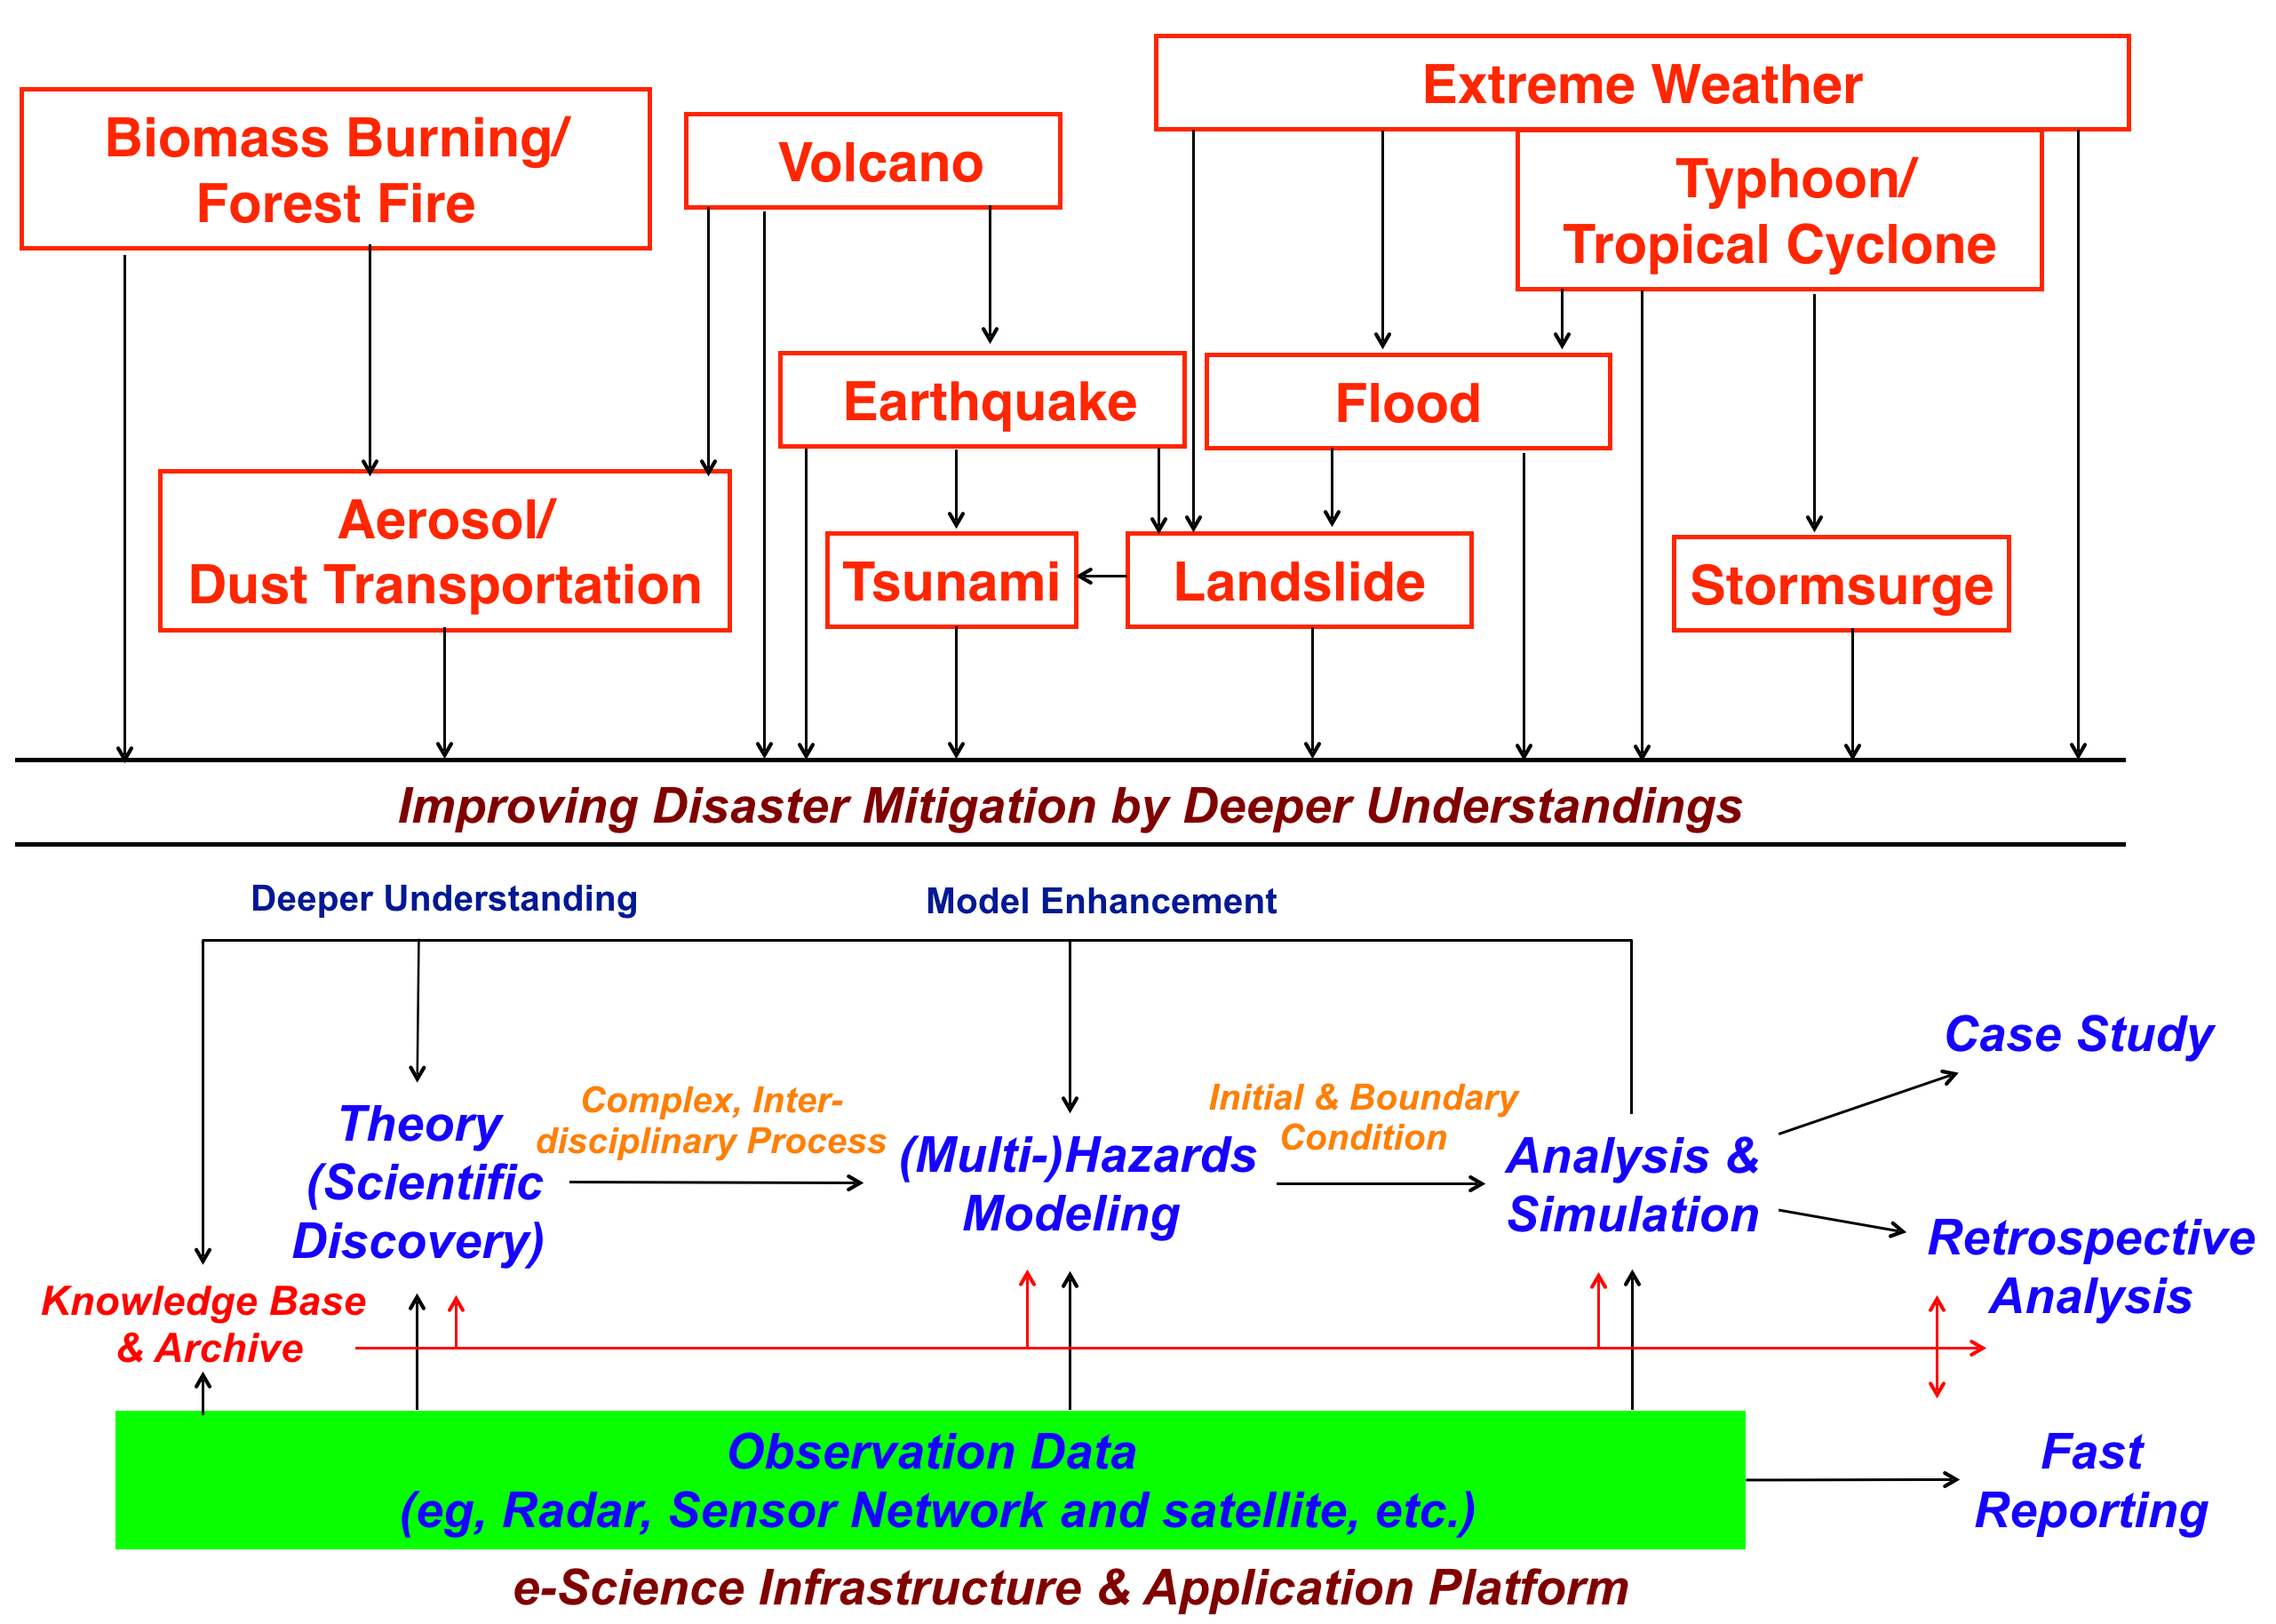 Extreme Weather
Biomass Burning/
Forest Fire
Volcano
Typhoon/
Tropical Cyclone
Earthquake
Flood
Aerosol/
Dust Transportation
Tsunami
Landslide
Stormsurge
Improving Disaster Mitigation by Deeper Understandings
Deeper Understanding
Model Enhancement
Case Study
Theory
(Scientific
Discovery)
Complex, Inter-
disciplinary Process
(Multi-)Hazards
Modeling
Initial & Boundary
Condition
Analysis &
Simulation
Retrospective
Analysis
Knowledge Base
& Archive
Observation Data
(eg, Radar, Sensor Network and satellite, etc.)
Fast
Reporting
e-Science Infrastructure & Application Platform